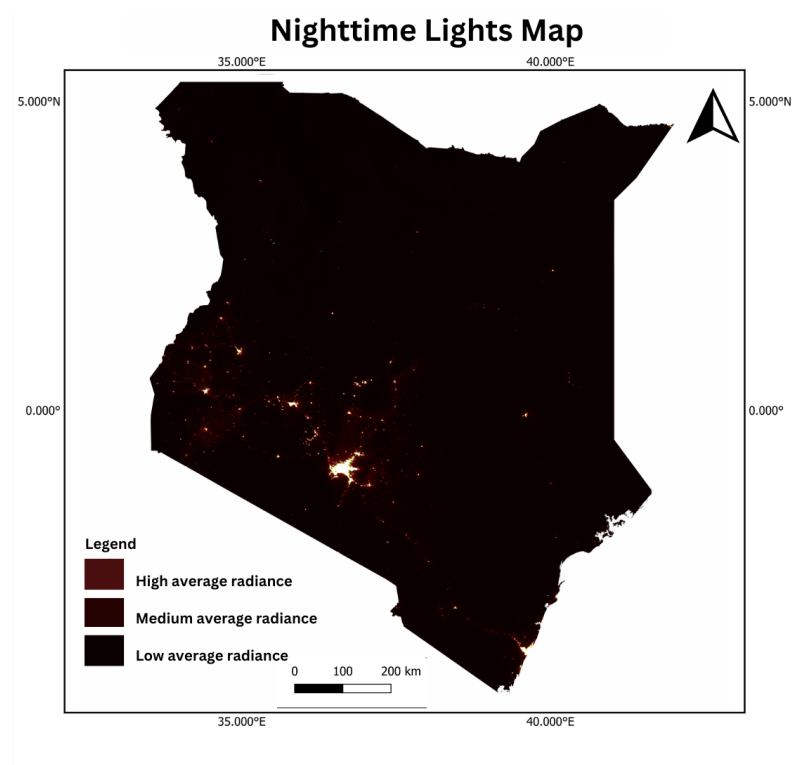 Nighttime Lights Map
35.000°E 40.000°E
5.000°N 5.000°N
0.000° 0.000°
Legend
High average radiance
Medium average radiance
Low average radiance
0 100 200 km
35.000°E 40.000°E